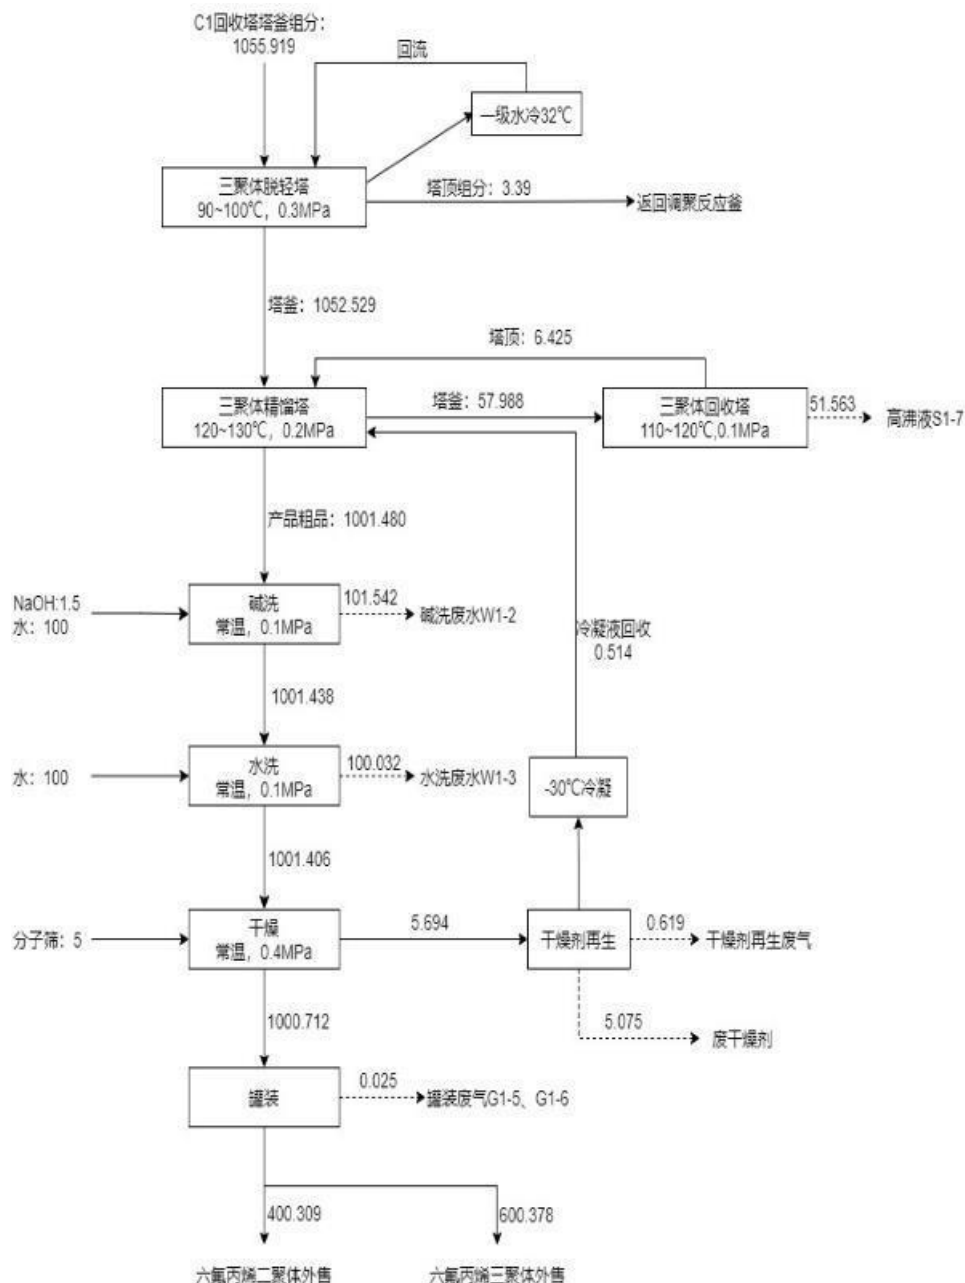 C1回收塔塔釜组分：
1055.919
回流
一级水冷32℃
三聚体脱轻塔
90~100℃，0.3MPa
塔顶组分：3.39
返回调聚反应釜
塔釜：1052.529
塔顶：6.425
三聚体精馏塔
120~130℃，0.2MPa
塔釜：57.988
三聚体回收塔
110~120℃,0.1MPa
51.563
高沸液S1-7
产品粗品：1001.480
NaOH:1.5
水：100
碱洗
常温，0.1MPa
101.542
碱洗废水W1-2
冷凝液回收
0.514
1001.438
水：100
水洗
常温，0.1MPa
100.032
水洗废水W1-3
-30℃冷凝
1001.406
分子筛：5
干燥
常温，0.4MPa
5.694
干燥剂再生
0.619
干燥剂再生废气
1000.712
5.075
废干燥剂
罐装
0.025
罐装废气G1-5、G1-6
400.309
600.378
六氟丙烯二聚体外售
六氟丙烯三聚体外售